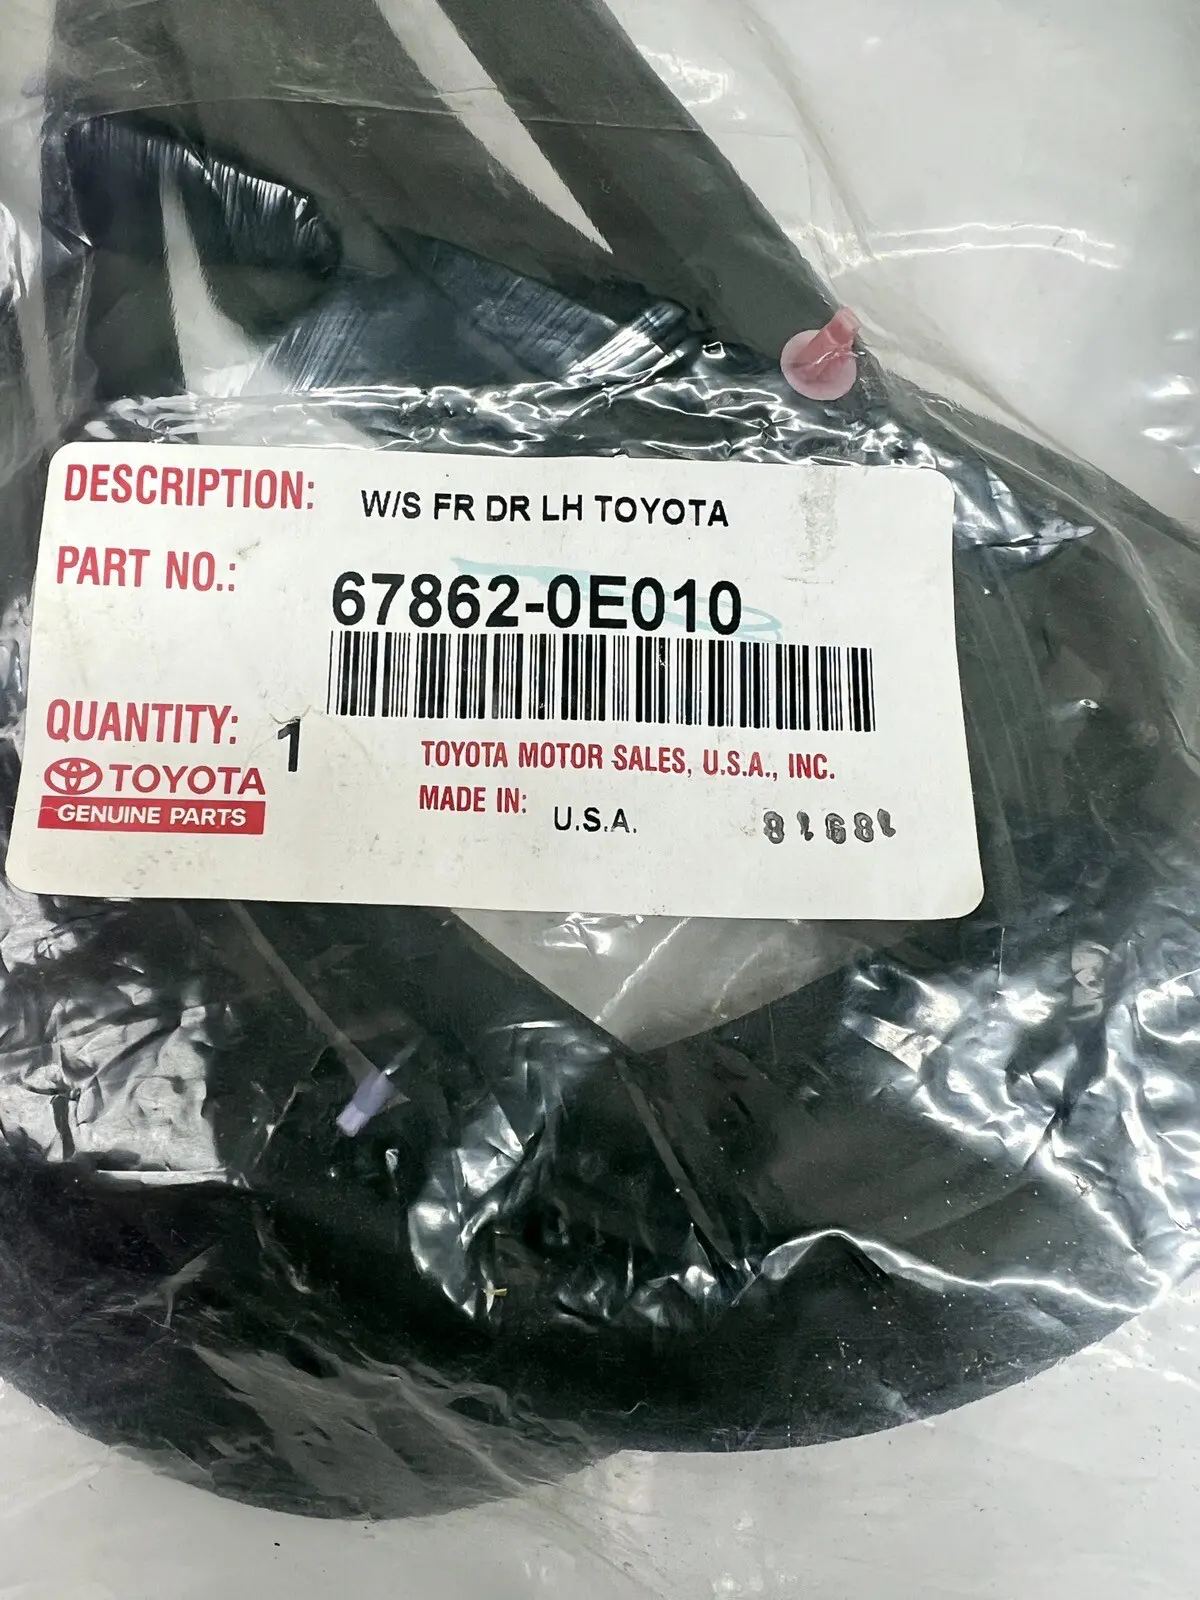 DESCRIPTION: W/S FR DR LH TOYOTA
PART NO.: 67862-0E010
QUANTITY: 1
TOYOTA
GENUINE PARTS
TOYOTA MOTOR SALES, U.S.A., INC.
MADE IN: U.S.A.